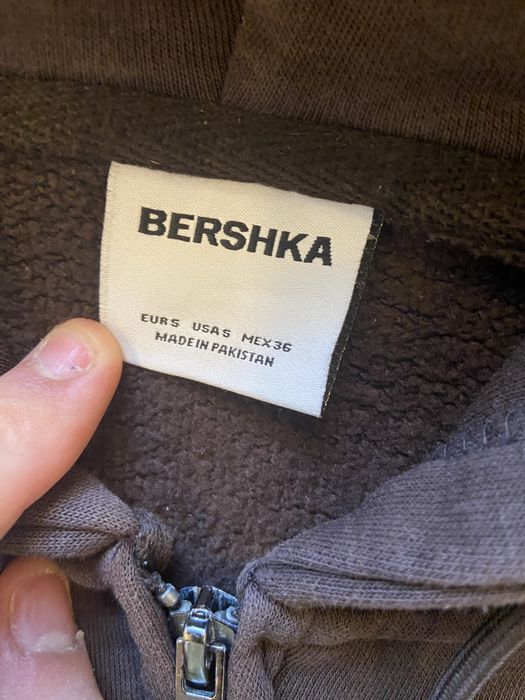 BERSHKA
EUR S USA S MEX 36
MADE IN PAKISTAN